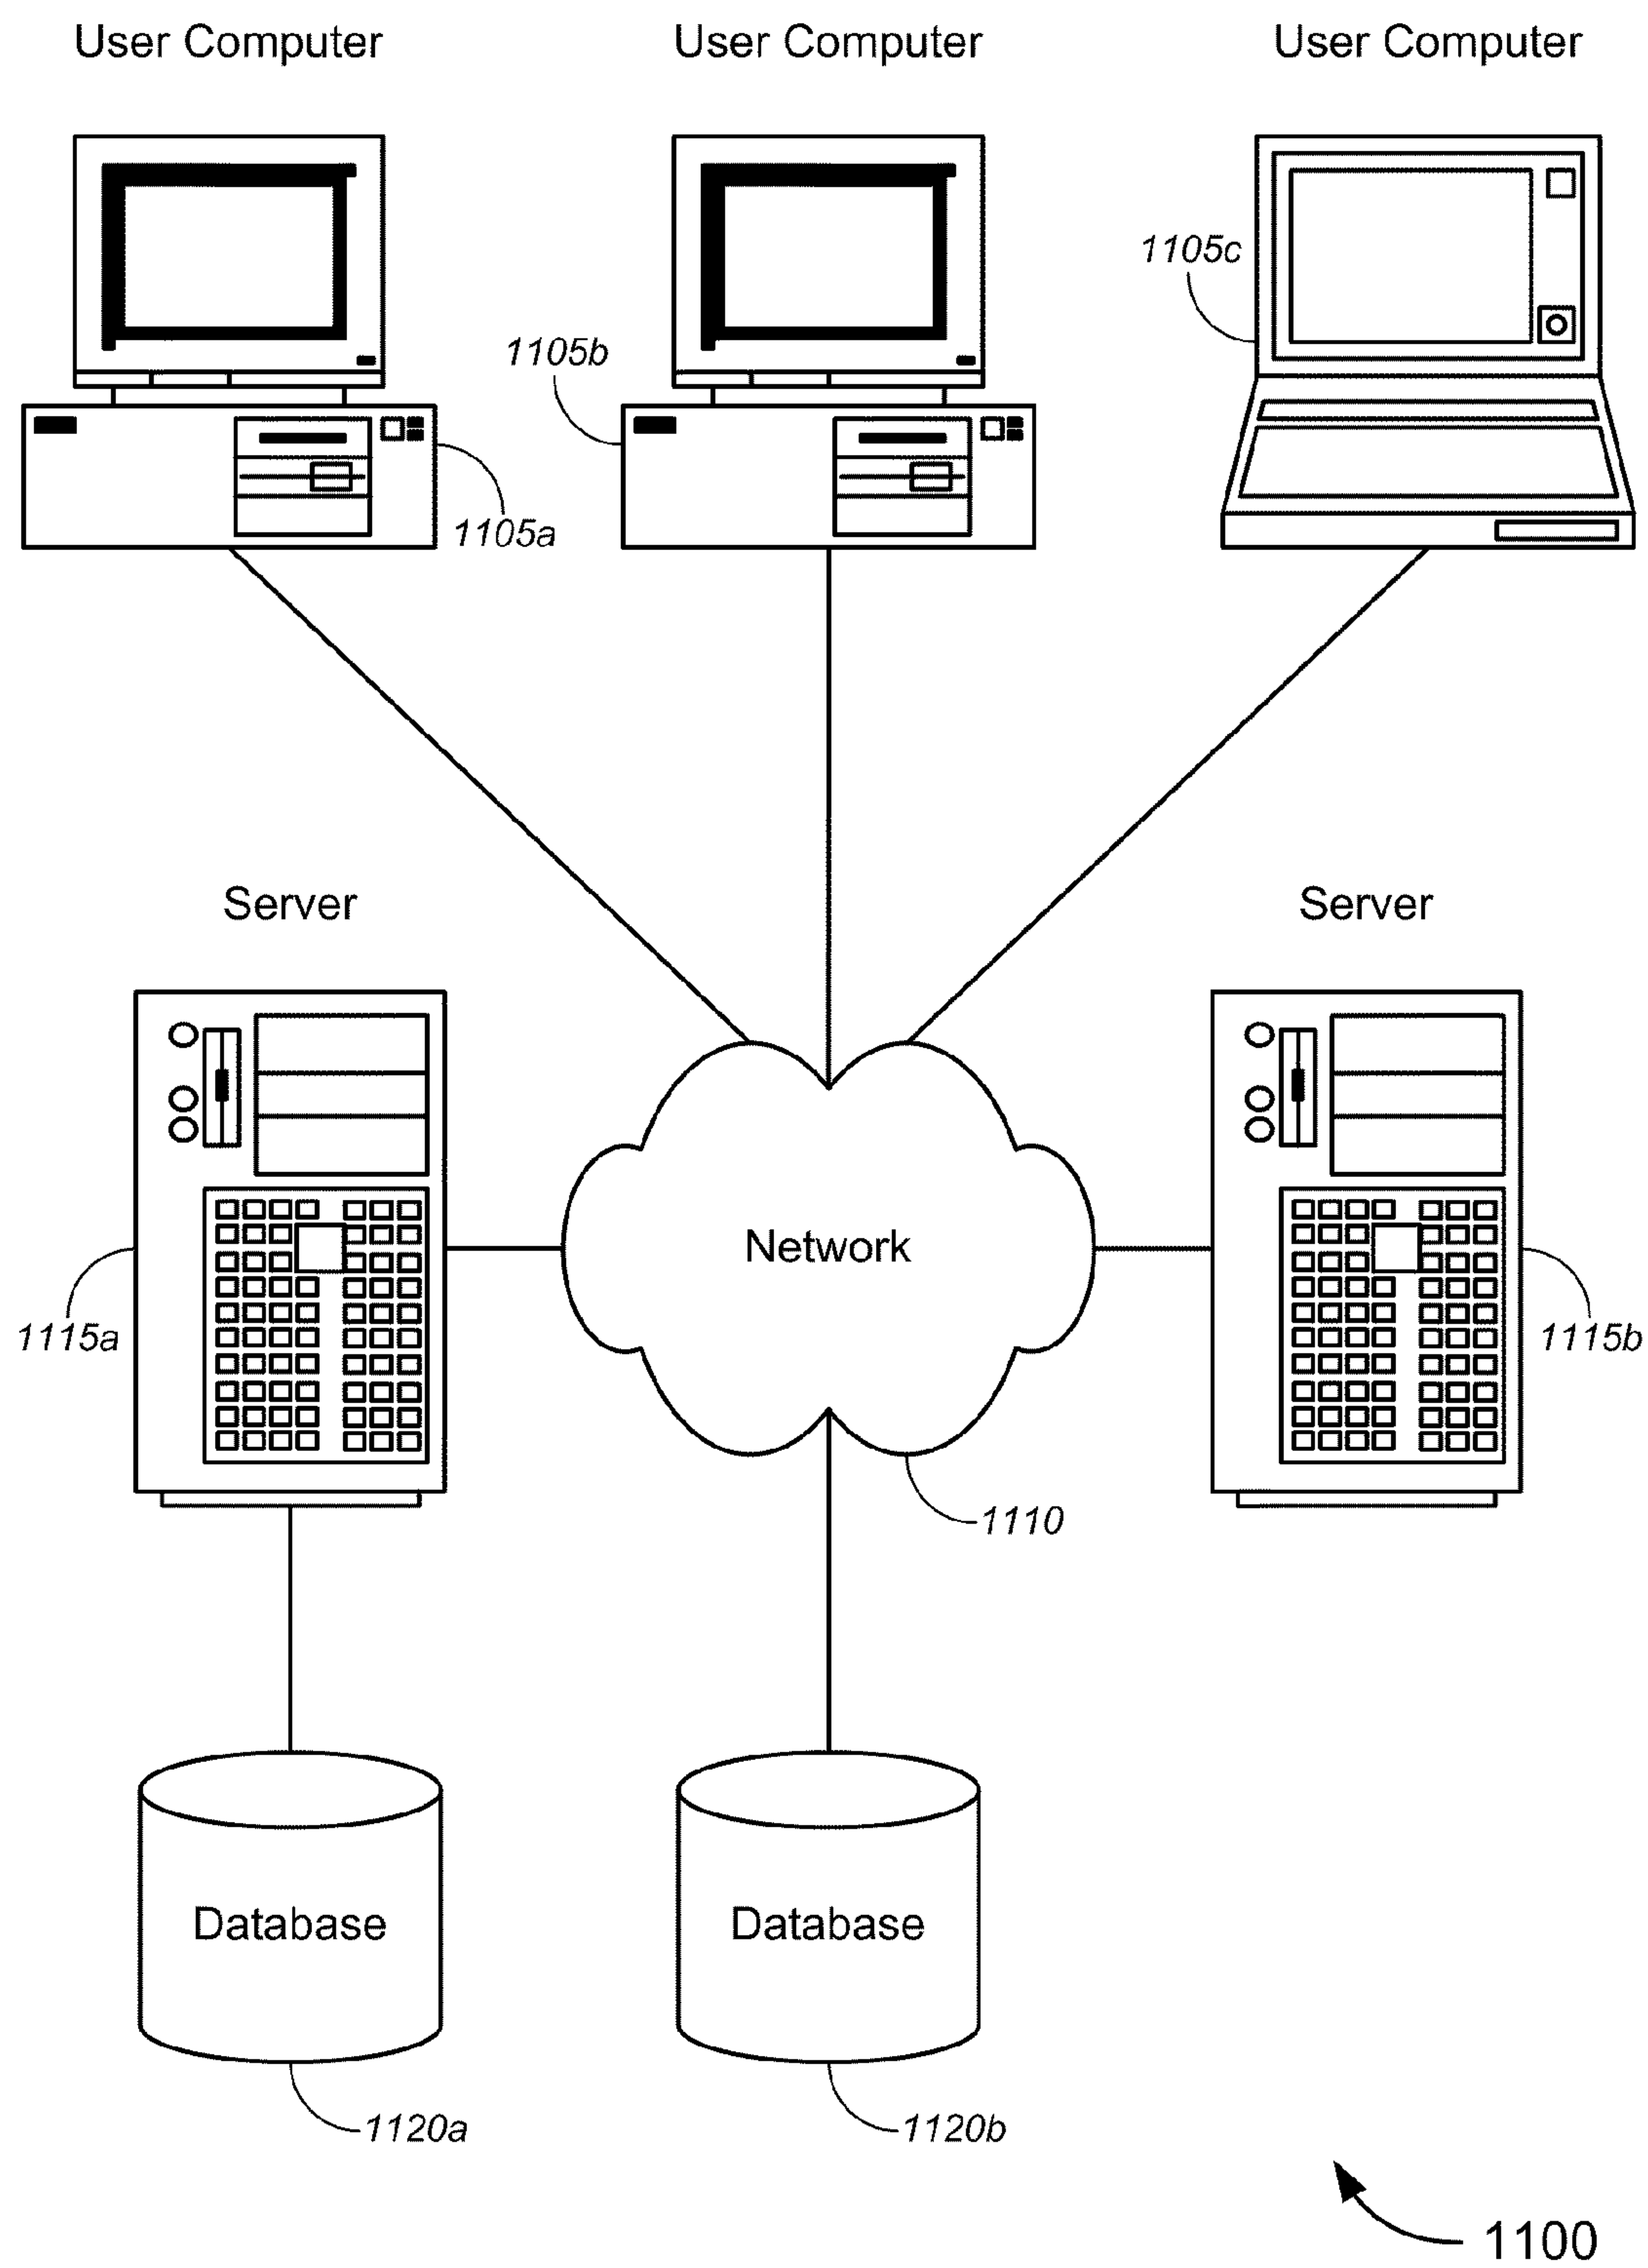 User Computer
User Computer
User Computer
1105c
1105b
1105a
Server
Server
Network
1115a
1115b
1110
Database
Database
1120a
1120b
1100